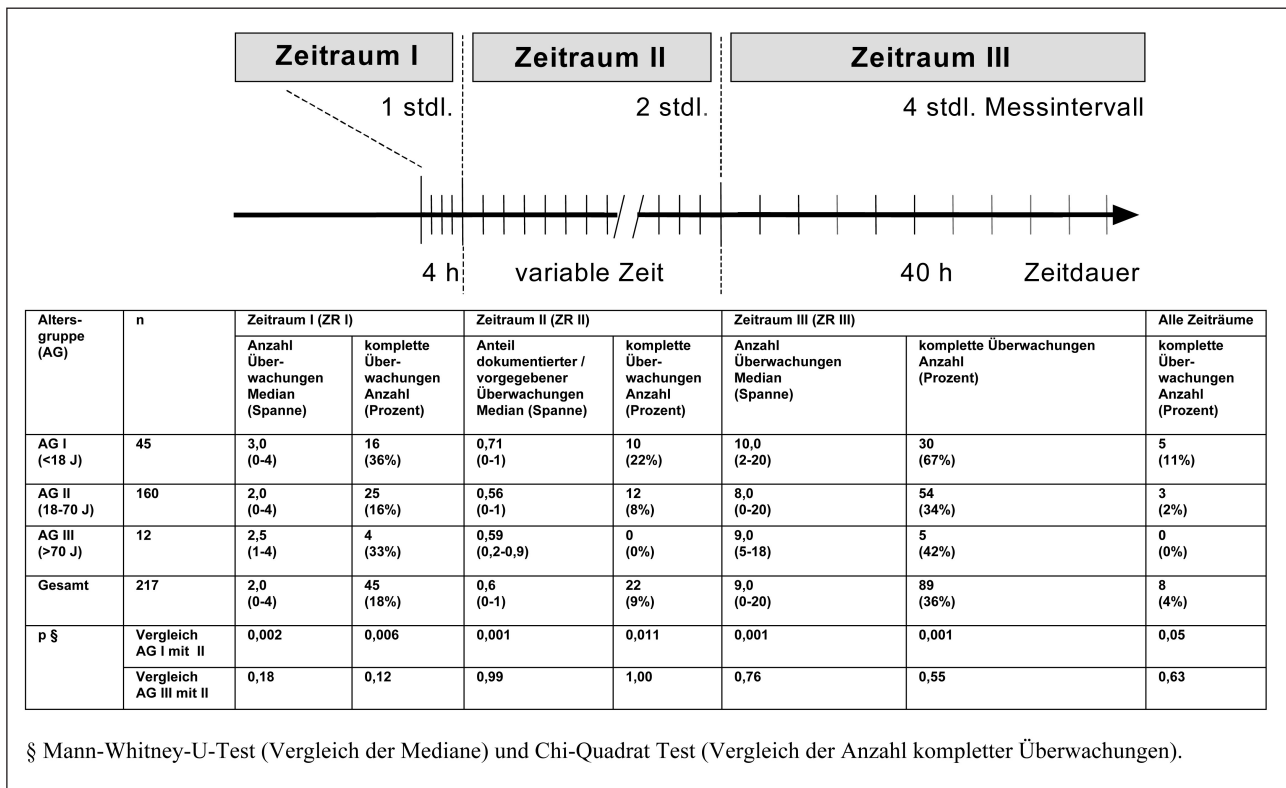 Zeitraum I Zeitraum II Zeitraum III
1 stdl. 2 stdl. 4 stdl. Messintervall
4 h variable Zeit 40 h Zeitdauer
Alters-
gruppe
(AG)
n
Zeitraum I (ZR I)
Zeitraum II (ZR II)
Zeitraum III (ZR III)
Alle Zeiträume
Anzahl
Über-
wachungen
Median
(Spanne)
komplette
Über-
wachungen
Anzahl
(Prozent)
Anteil
dokumentierter /
vorgegebener
Überwachungen
Median (Spanne)
komplette
Über-
wachungen
Anzahl
(Prozent)
Anzahl
Überwachungen
Median
(Spanne)
komplette Überwachungen
Anzahl
(Prozent)
komplette
Über-
wachungen
Anzahl
(Prozent)
AG I 45 3,0 16 0,71 10 10,0 30 5
(<18 J) (0-4) (36%) (0-1) (22%) (2-20) (67%) (11%)
AG II 160 2,0 25 0,56 12 8,0 54 3
(18-70 J) (0-4) (16%) (0-1) (8%) (0-20) (34%) (2%)
AG III 12 2,5 4 0,59 0 9,0 5 0
(>70 J) (1-4) (33%) (0,2-0,9) (0%) (5-18) (42%) (0%)
Gesamt 217 2,0 45 0,6 22 9,0 89 8
(0-4) (18%) (0-1) (9%) (0-20) (36%) (4%)
p § Vergleich 0,002 0,006 0,001 0,011 0,001 0,001 0,05
AG I mit II
Vergleich 0,18 0,12 0,99 1,00 0,76 0,55 0,63
AG III mit II
§ Mann-Whitney-U-Test (Vergleich der Mediane) und Chi-Quadrat Test (Vergleich der Anzahl kompletter Überwachungen).